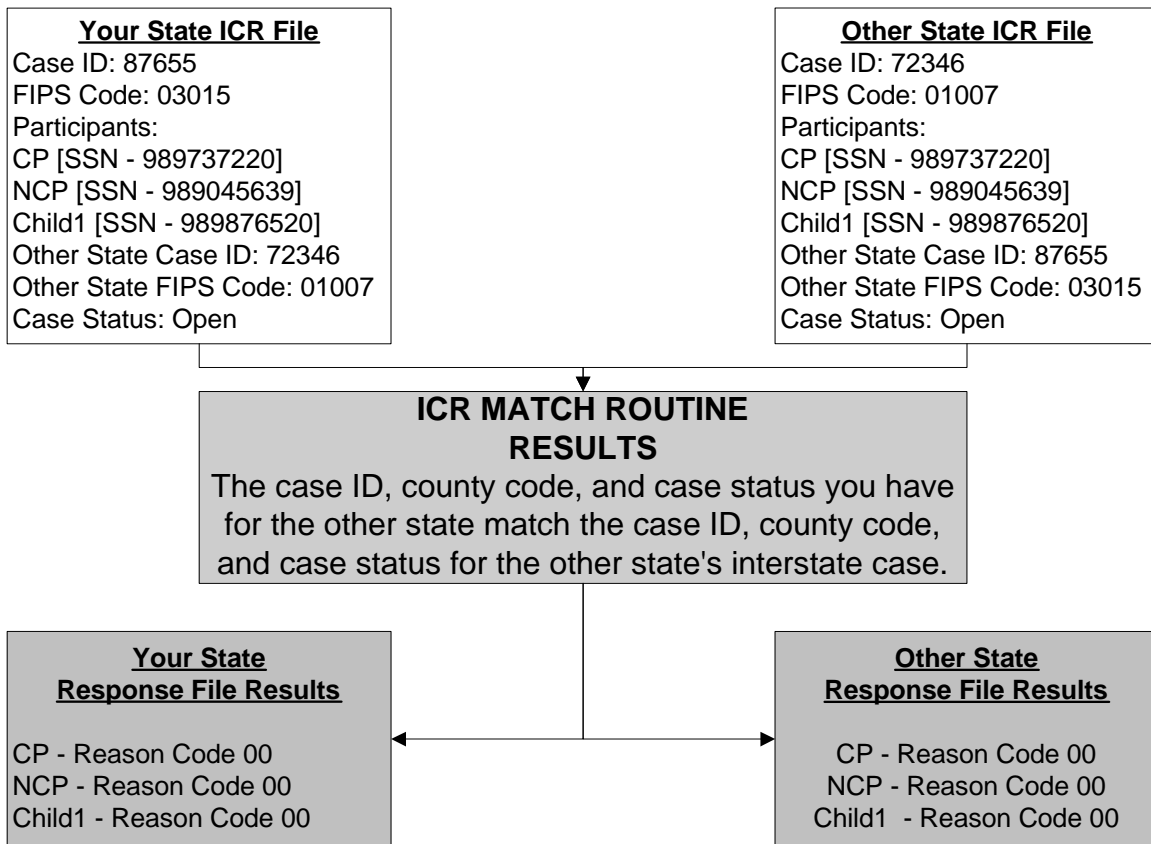 Your State ICR File
Case ID: 87655
FIPS Code: 03015
Participants:
CP [SSN - 989737220]
NCP [SSN - 989045639]
Child1 [SSN - 989876520]
Other State Case ID: 72346
Other State FIPS Code: 01007
Case Status: Open
Other State ICR File
Case ID: 72346
FIPS Code: 01007
Participants:
CP [SSN - 989737220]
NCP [SSN - 989045639]
Child1 [SSN - 989876520]
Other State Case ID: 87655
Other State FIPS Code: 03015
Case Status: Open
ICR MATCH ROUTINE
RESULTS
The case ID, county code, and case status you have
for the other state match the case ID, county code,
and case status for the other state's interstate case.
Your State
Response File Results
CP - Reason Code 00
NCP - Reason Code 00
Child1 - Reason Code 00
Other State
Response File Results
CP - Reason Code 00
NCP - Reason Code 00
Child1 - Reason Code 00